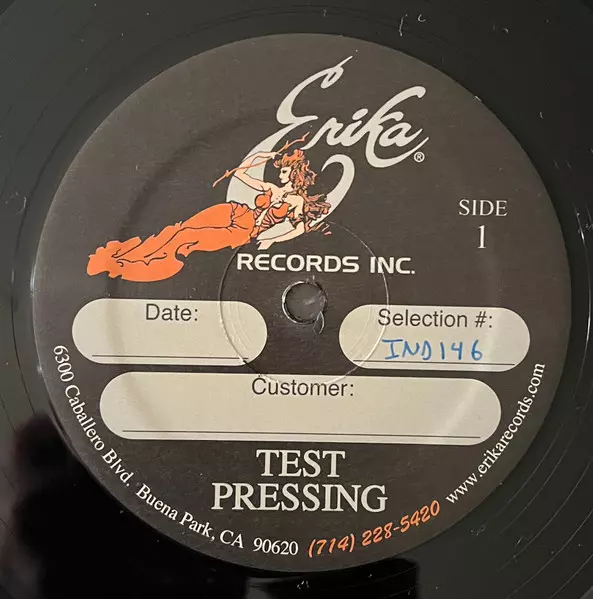 Erika®
RECORDS INC.
SIDE
1
Date:
Selection #:
IND146
Customer:
TEST
PRESSING
6300 Caballero Blvd. Buena Park, CA 90620 (714) 228-5420 www.erikarecords.com